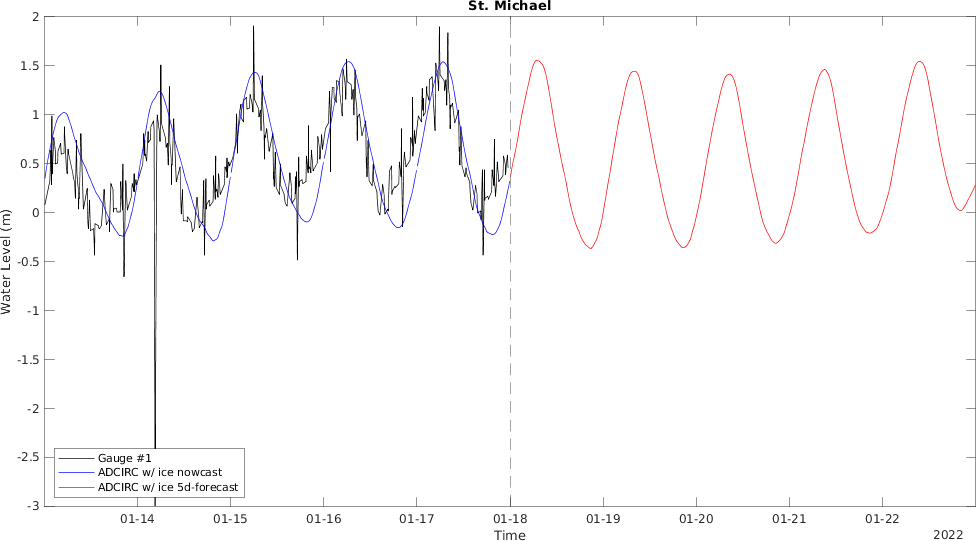 St. Michael
2
1.5
1
0.5
0
-0.5
-1
-1.5
-2
-2.5
-3
Water Level (m)
Gauge #1
ADCIRC w/ ice nowcast
ADCIRC w/ ice 5d-forecast
01-14 01-15 01-16 01-17 01-18 01-19 01-20 01-21 01-22
Time
2022